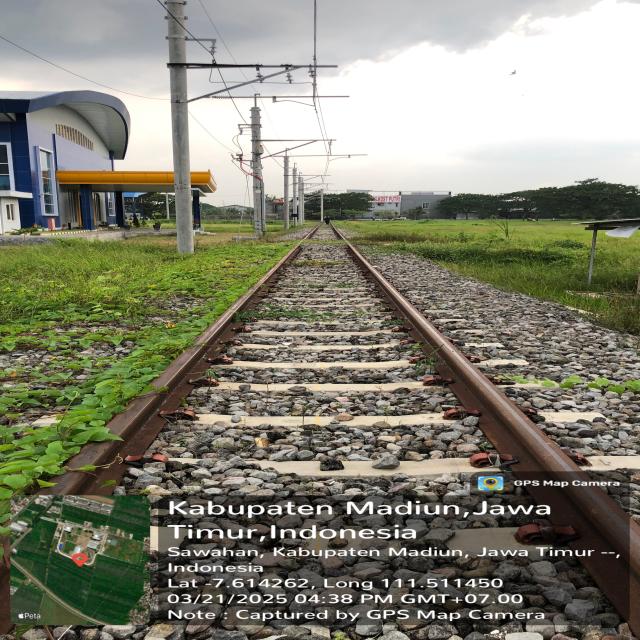 GPS Map Camera
Kabupaten Madiun,Jawa
Timur,Indonesia
Sawahan, Kabupaten Madiun, Jawa Timur --,
Indonesia
Lat -7.614262, Long 111.511450
03/21/2025 04:38 PM GMT+07.00
Note : Captured by GPS Map Camera
Peta